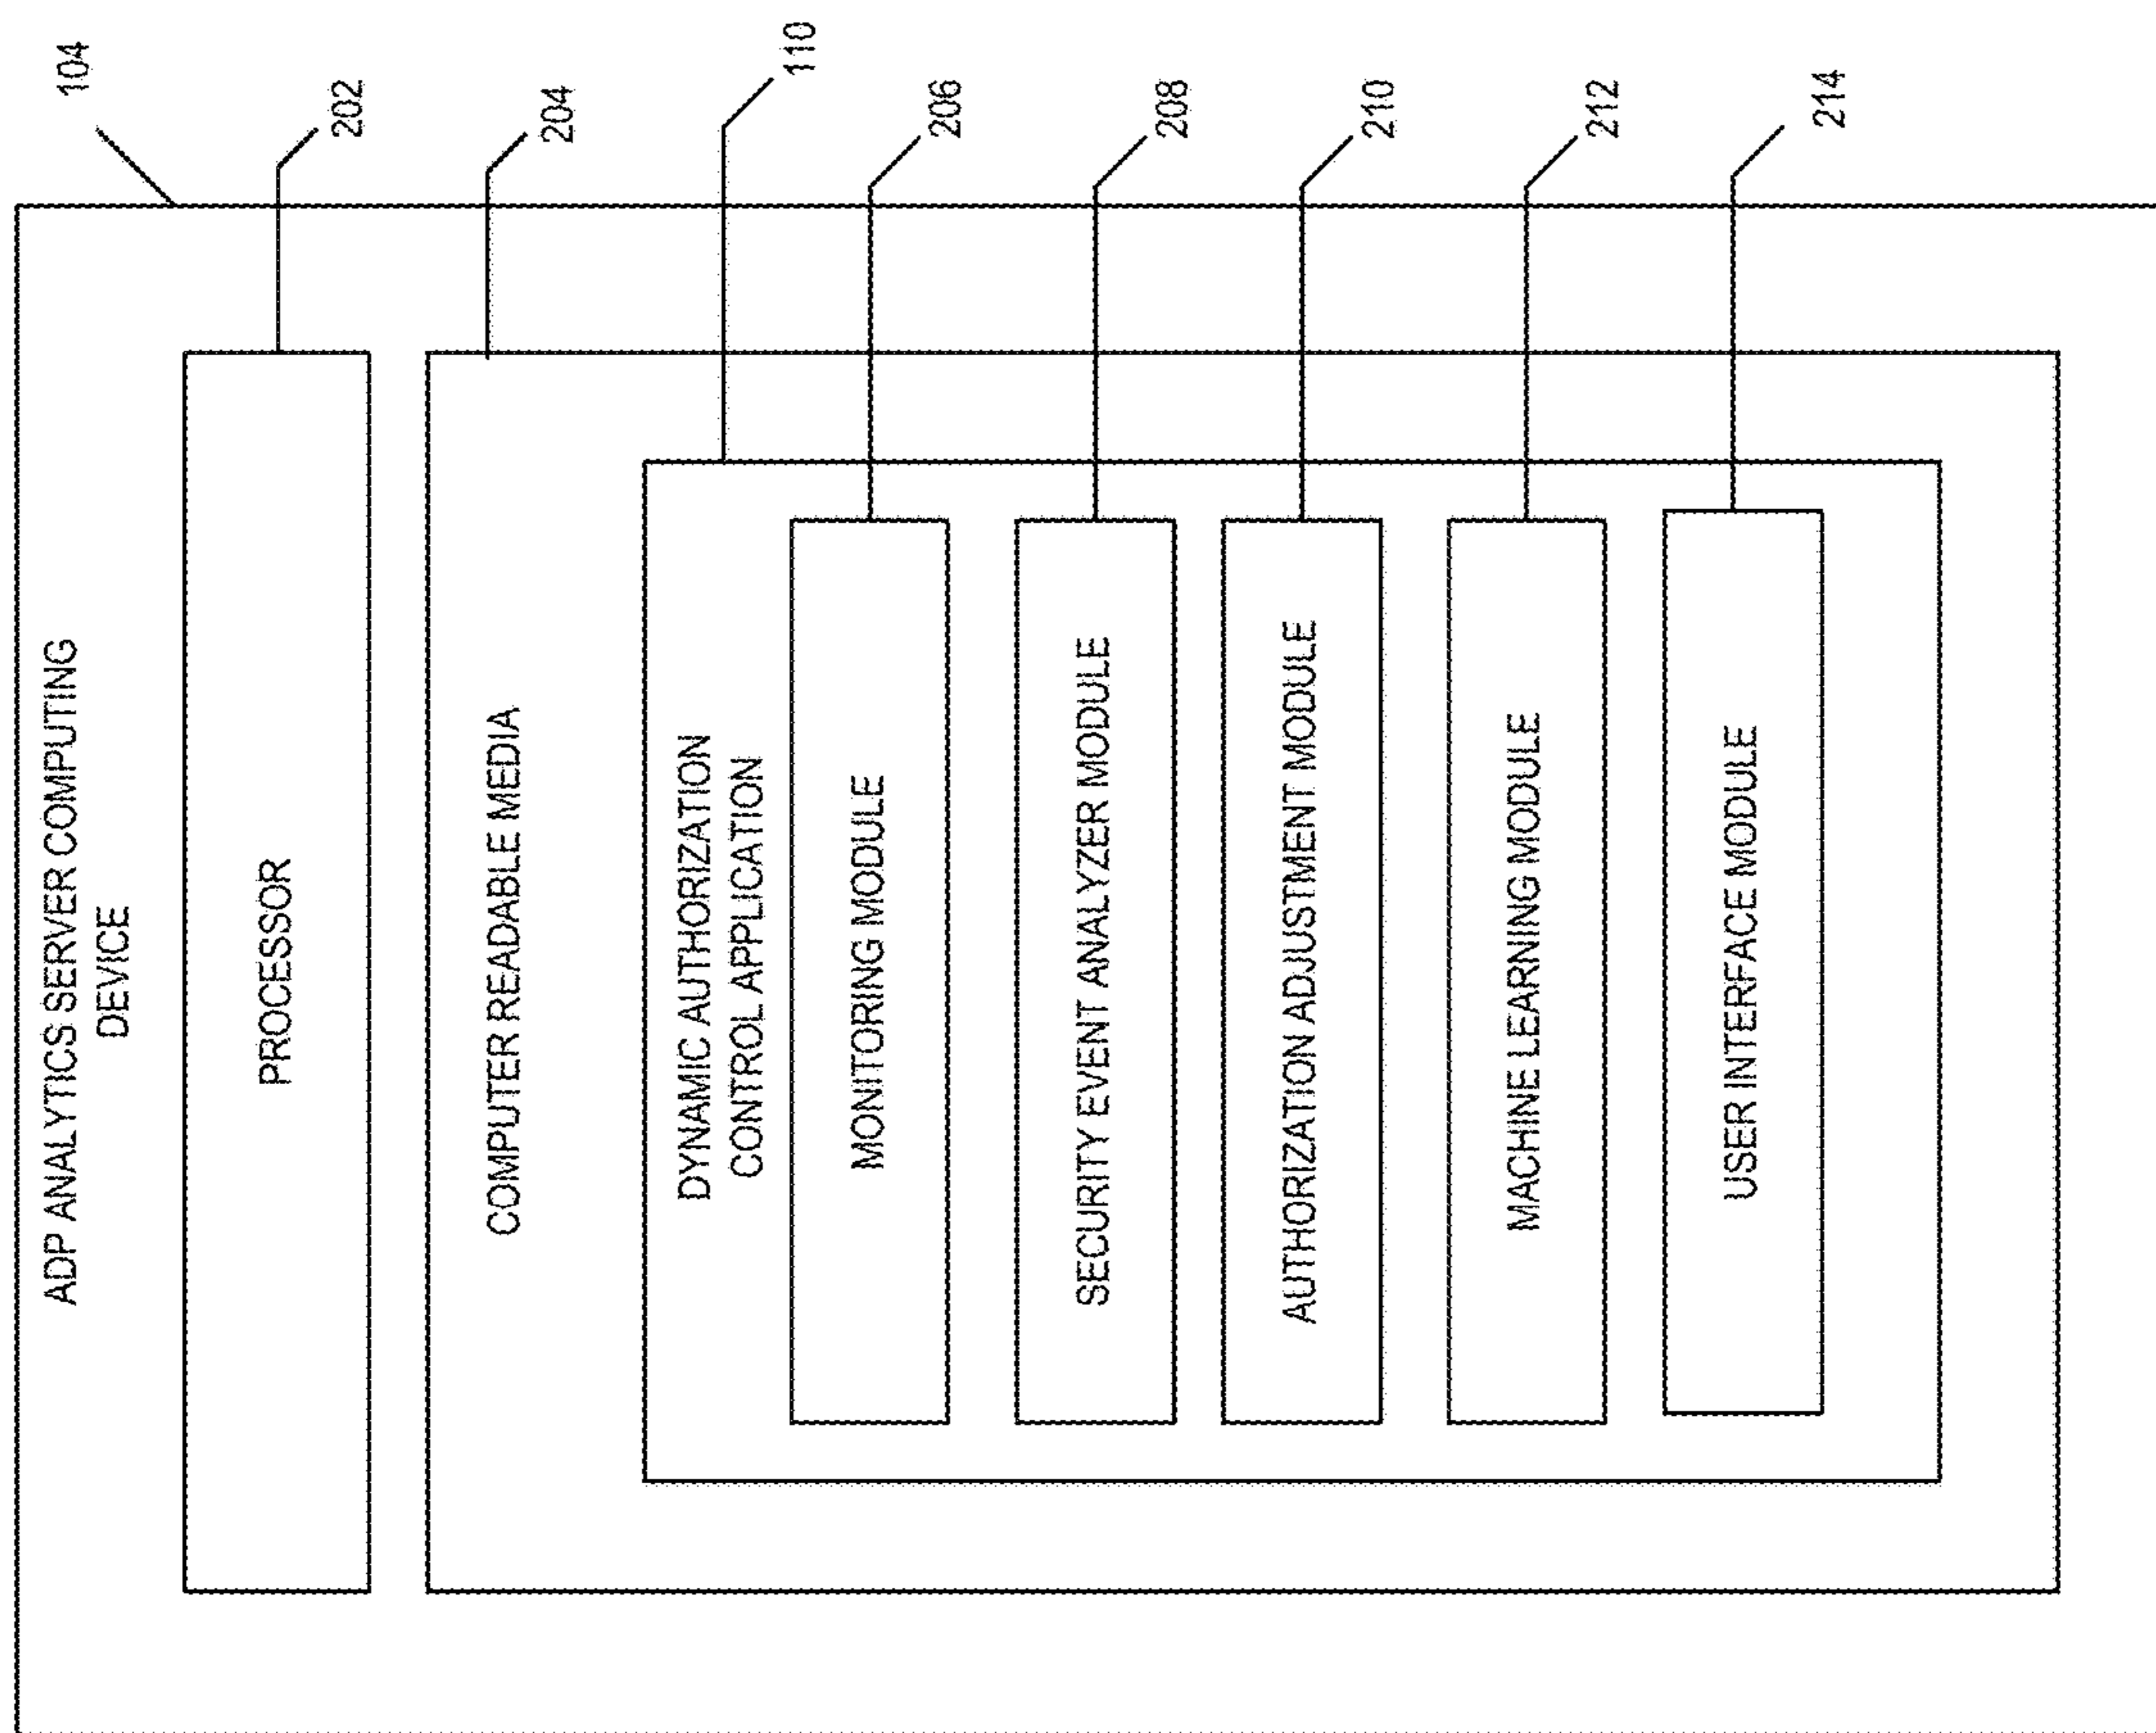 ADP ANALYTICS SERVER COMPUTING
DEVICE
104
PROCESSOR
202
COMPUTER READABLE MEDIA
204
DYNAMIC AUTHORIZATION
CONTROL APPLICATION
110
MONITORING MODULE
206
SECURITY EVENT ANALYZER MODULE
208
AUTHORIZATION ADJUSTMENT MODULE
210
MACHINE LEARNING MODULE
212
USER INTERFACE MODULE
214